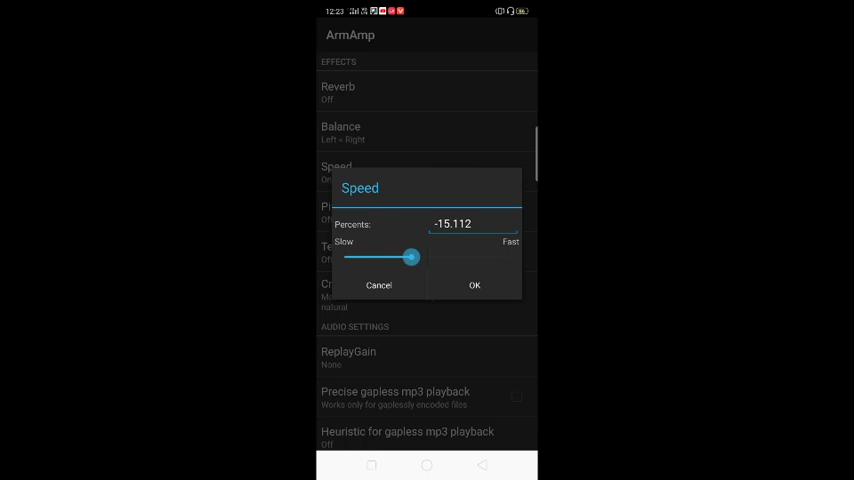 12:23
ArmAmp
EFFECTS
Reverb
Off
Balance
Left = Right
Speed
Speed
Percents: -15.112
Slow Fast
Cancel OK
natural
AUDIO SETTINGS
ReplayGain
None
Precise gapless mp3 playback
Works only for gaplessly encoded files
Heuristic for gapless mp3 playback
Off